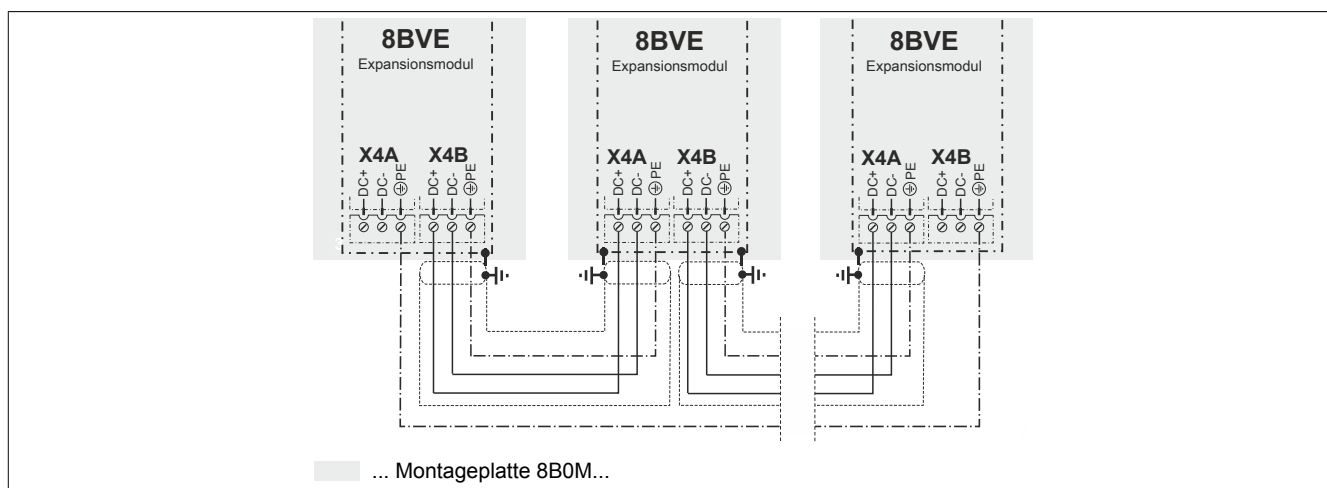 8BVE 8BVE 8BVE
Expansionsmodul Expansionsmodul Expansionsmodul
X4A X4B X4A X4B X4A X4B
DC+ DC- PE DC+ DC- PE DC+ DC- PE DC+ DC- PE DC+ DC- PE DC+ DC- PE
... Montageplatte 8B0M...